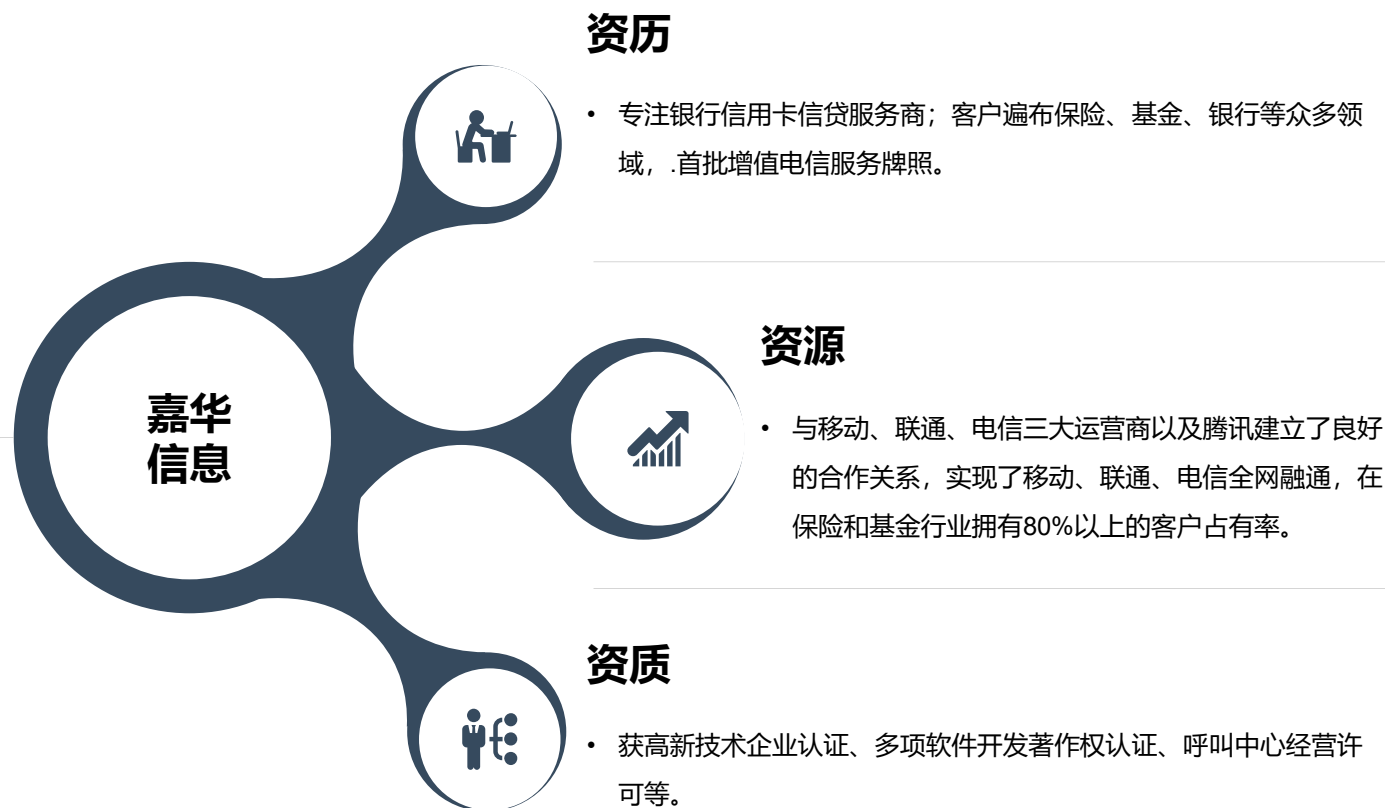 资历
• 专注银行信用卡信贷服务商；客户遍布保险、基金、银行等众多领
域，.首批增值电信服务牌照。
嘉华
信息
资源
• 与移动、联通、电信三大运营商以及腾讯建立了良好
的合作关系，实现了移动、联通、电信全网融通，在
保险和基金行业拥有80%以上的客户占有率。
资质
• 获高新技术企业认证、多项软件开发著作权认证、呼叫中心经营许
可等。